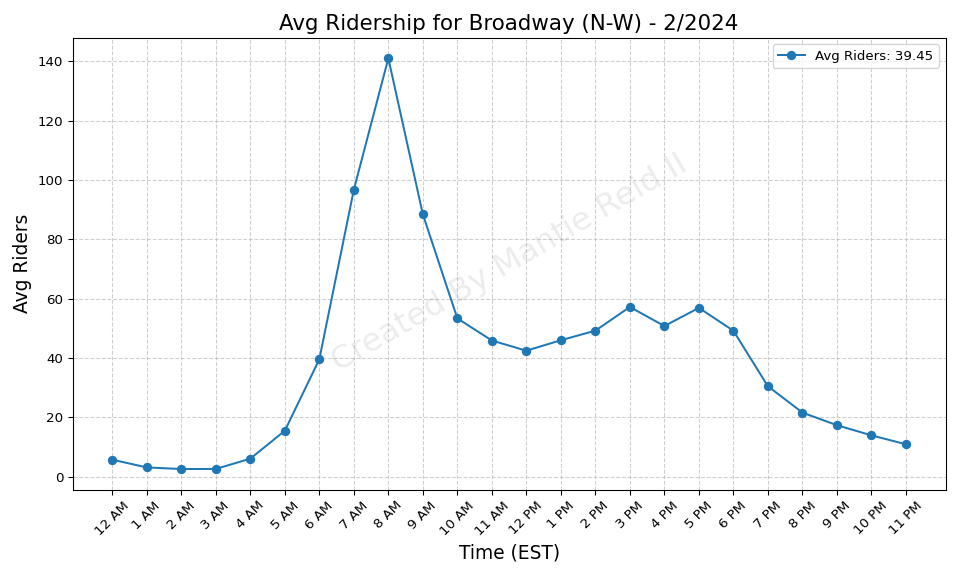 Avg Ridership for Broadway (N-W) - 2/2024
Avg Riders: 39.45
140
120
100
80
60
40
20
0
Avg Riders
Created By Mantie Reid II
12 AM
1 AM
2 AM
3 AM
4 AM
5 AM
6 AM
7 AM
8 AM
9 AM
10 AM
11 AM
12 PM
1 PM
2 PM
3 PM
4 PM
5 PM
6 PM
7 PM
8 PM
9 PM
10 PM
11 PM
Time (EST)